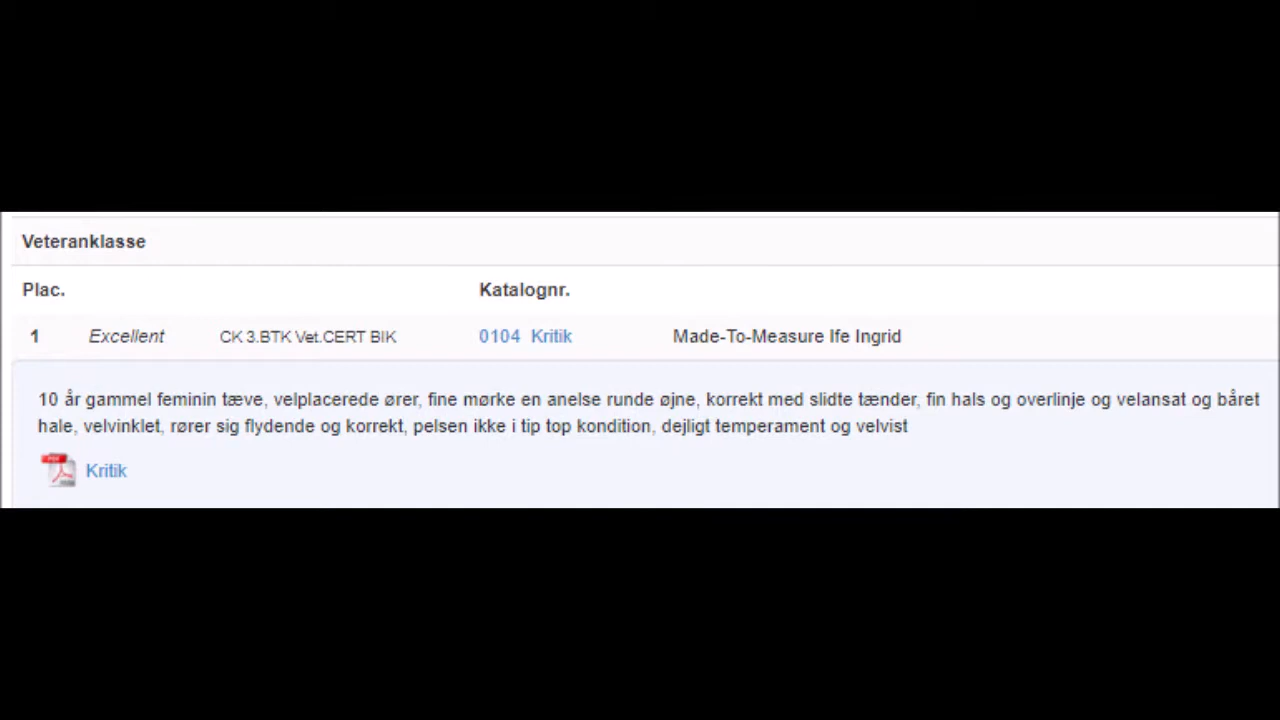 Veteranklasse
Plac. Katalognr.
1 Excellent CK 3.BTK Vet.CERT BIK 0104 Kritik Made-To-Measure Ife Ingrid
10 år gammel feminin tæve, velplacerede ører, fine mørke en anelse runde øjne, korrekt med slidte tænder, fin hals og overlinje og velansat og båret
hale, velvinklet, rører sig flydende og korrekt, pelsen ikke i tip top kondition, dejligt temperament og velvist
Kritik